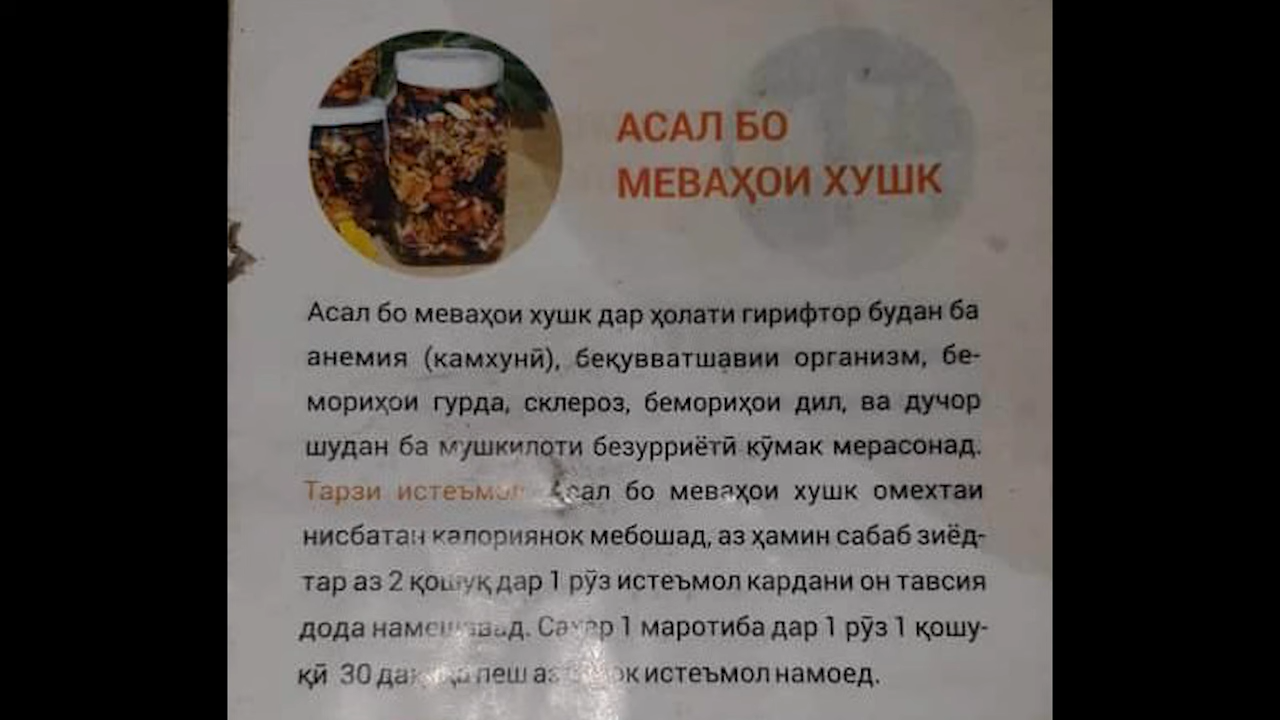 АСАЛ БО
МЕВАҲОИ ХУШК
Асал бо меваҳои хушк дар ҳолати гирифтор будан ба
анемия (камхунӣ), беқувватшавии организм, бе-
мориҳои гурда, склероз, бемориҳои дил, ва дучор
шудан ба мушкилоти безурриётӣ кӯмак мерасонад.
Тарзи истеъмол Асал бо меваҳои хушк омехтаи
нисбатан калориянок мебошад, аз ҳамин сабаб зиёд-
тар аз 2 қошуқ дар 1 рӯз истеъмол кардани он тавсия
дода намешавад. Саҳар 1 маротиба дар 1 рӯз 1 қошу-
қӣ 30 пеш аз истеъмол намоед.